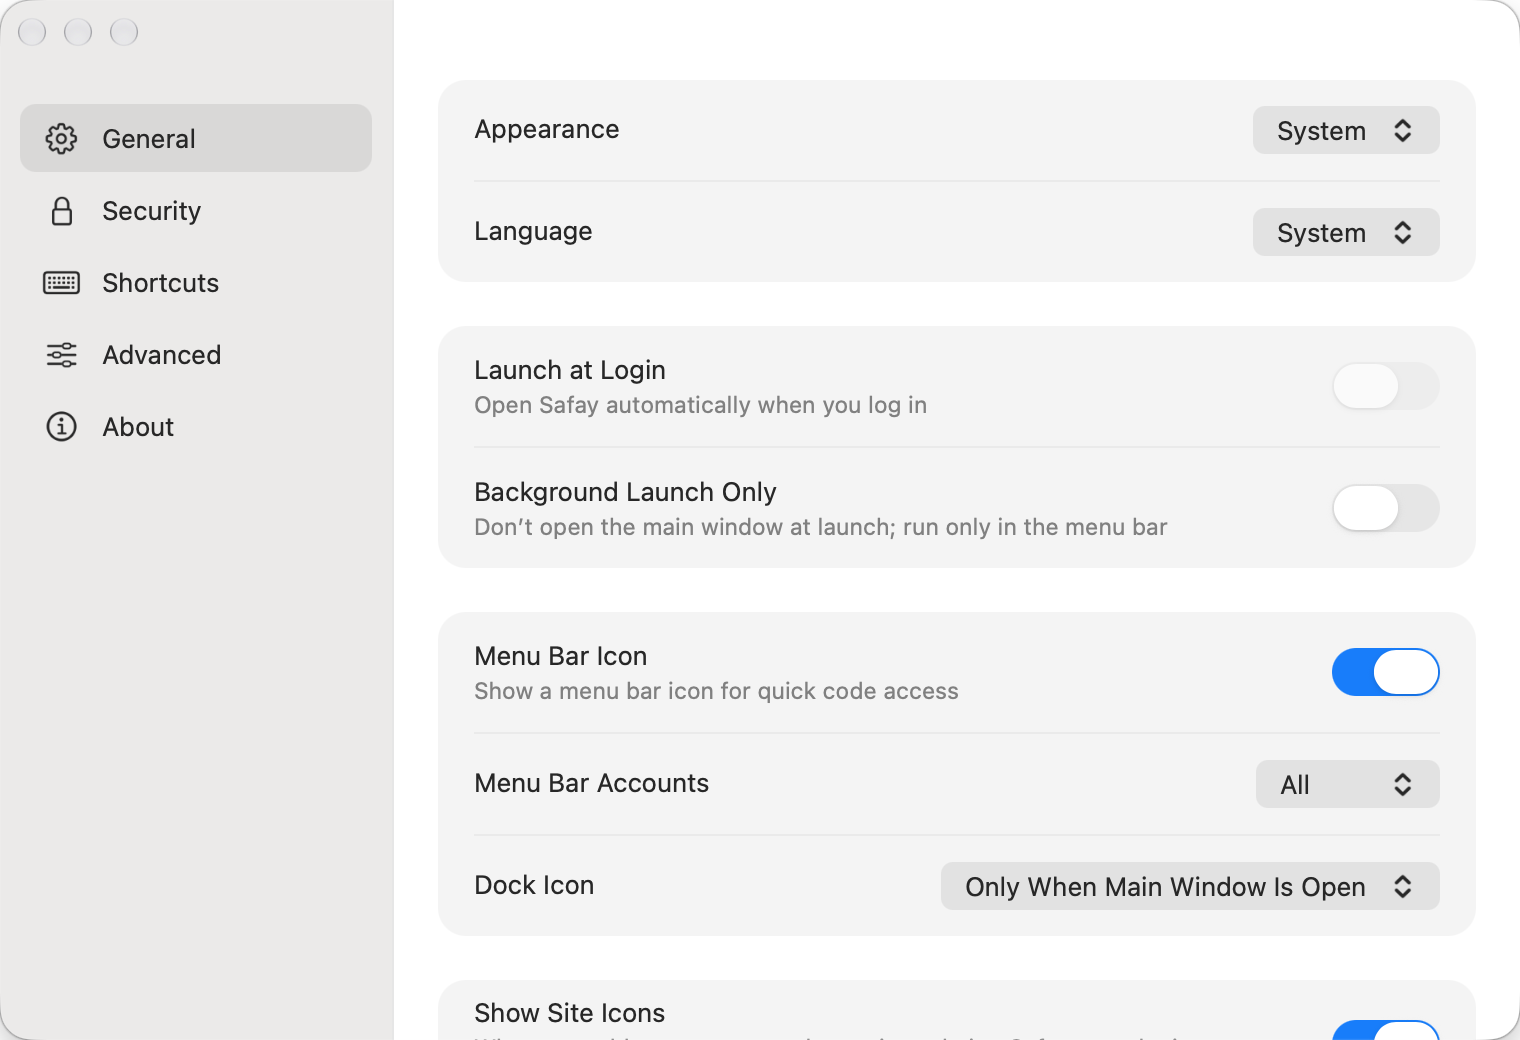 General
Security
Shortcuts
Advanced
About
Appearance
System
Language
System
Launch at Login
Open Safay automatically when you log in
Background Launch Only
Don’t open the main window at launch; run only in the menu bar
Menu Bar Icon
Show a menu bar icon for quick code access
Menu Bar Accounts
All
Dock Icon
Only When Main Window Is Open
Show Site Icons